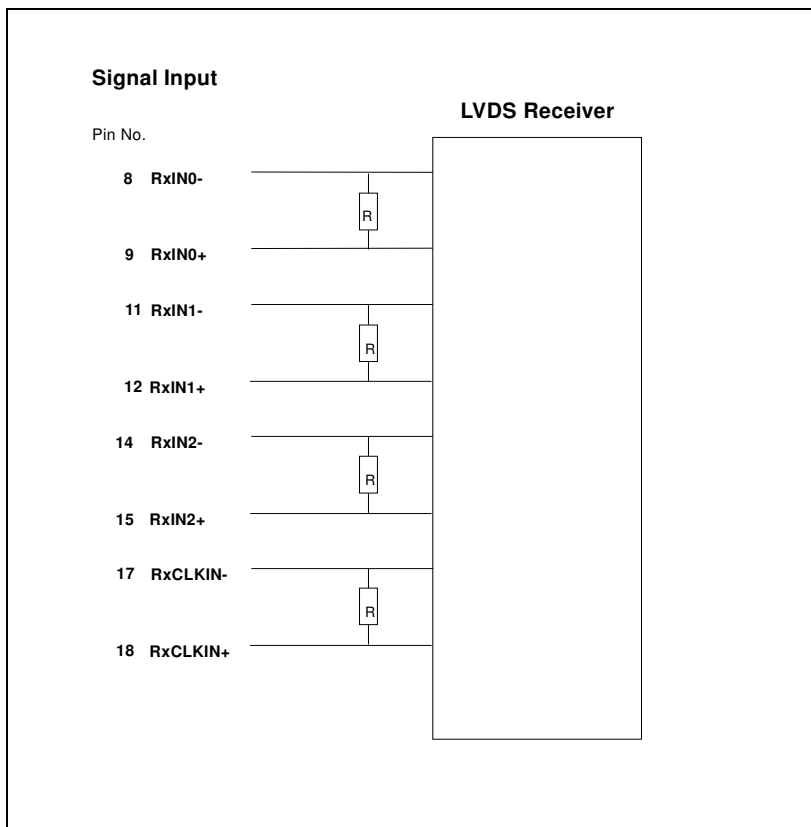 Signal Input
LVDS Receiver
Pin No.
8 RxIN0-
R
9 RxIN0+
11 RxIN1-
R
12 RxIN1+
14 RxIN2-
R
15 RxIN2+
17 RxCLKIN-
R
18 RxCLKIN+